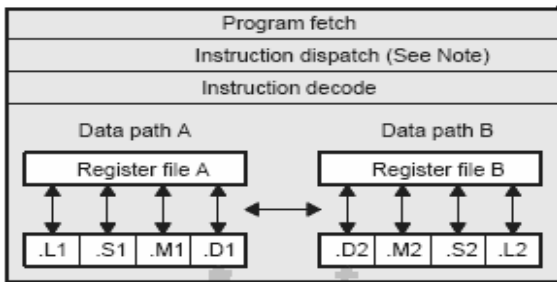 Program fetch
Instruction dispatch (See Note)
Instruction decode
Data path A Data path B
Register file A Register file B
.L1 .S1 .M1 .D1 .D2 .M2 .S2 .L2